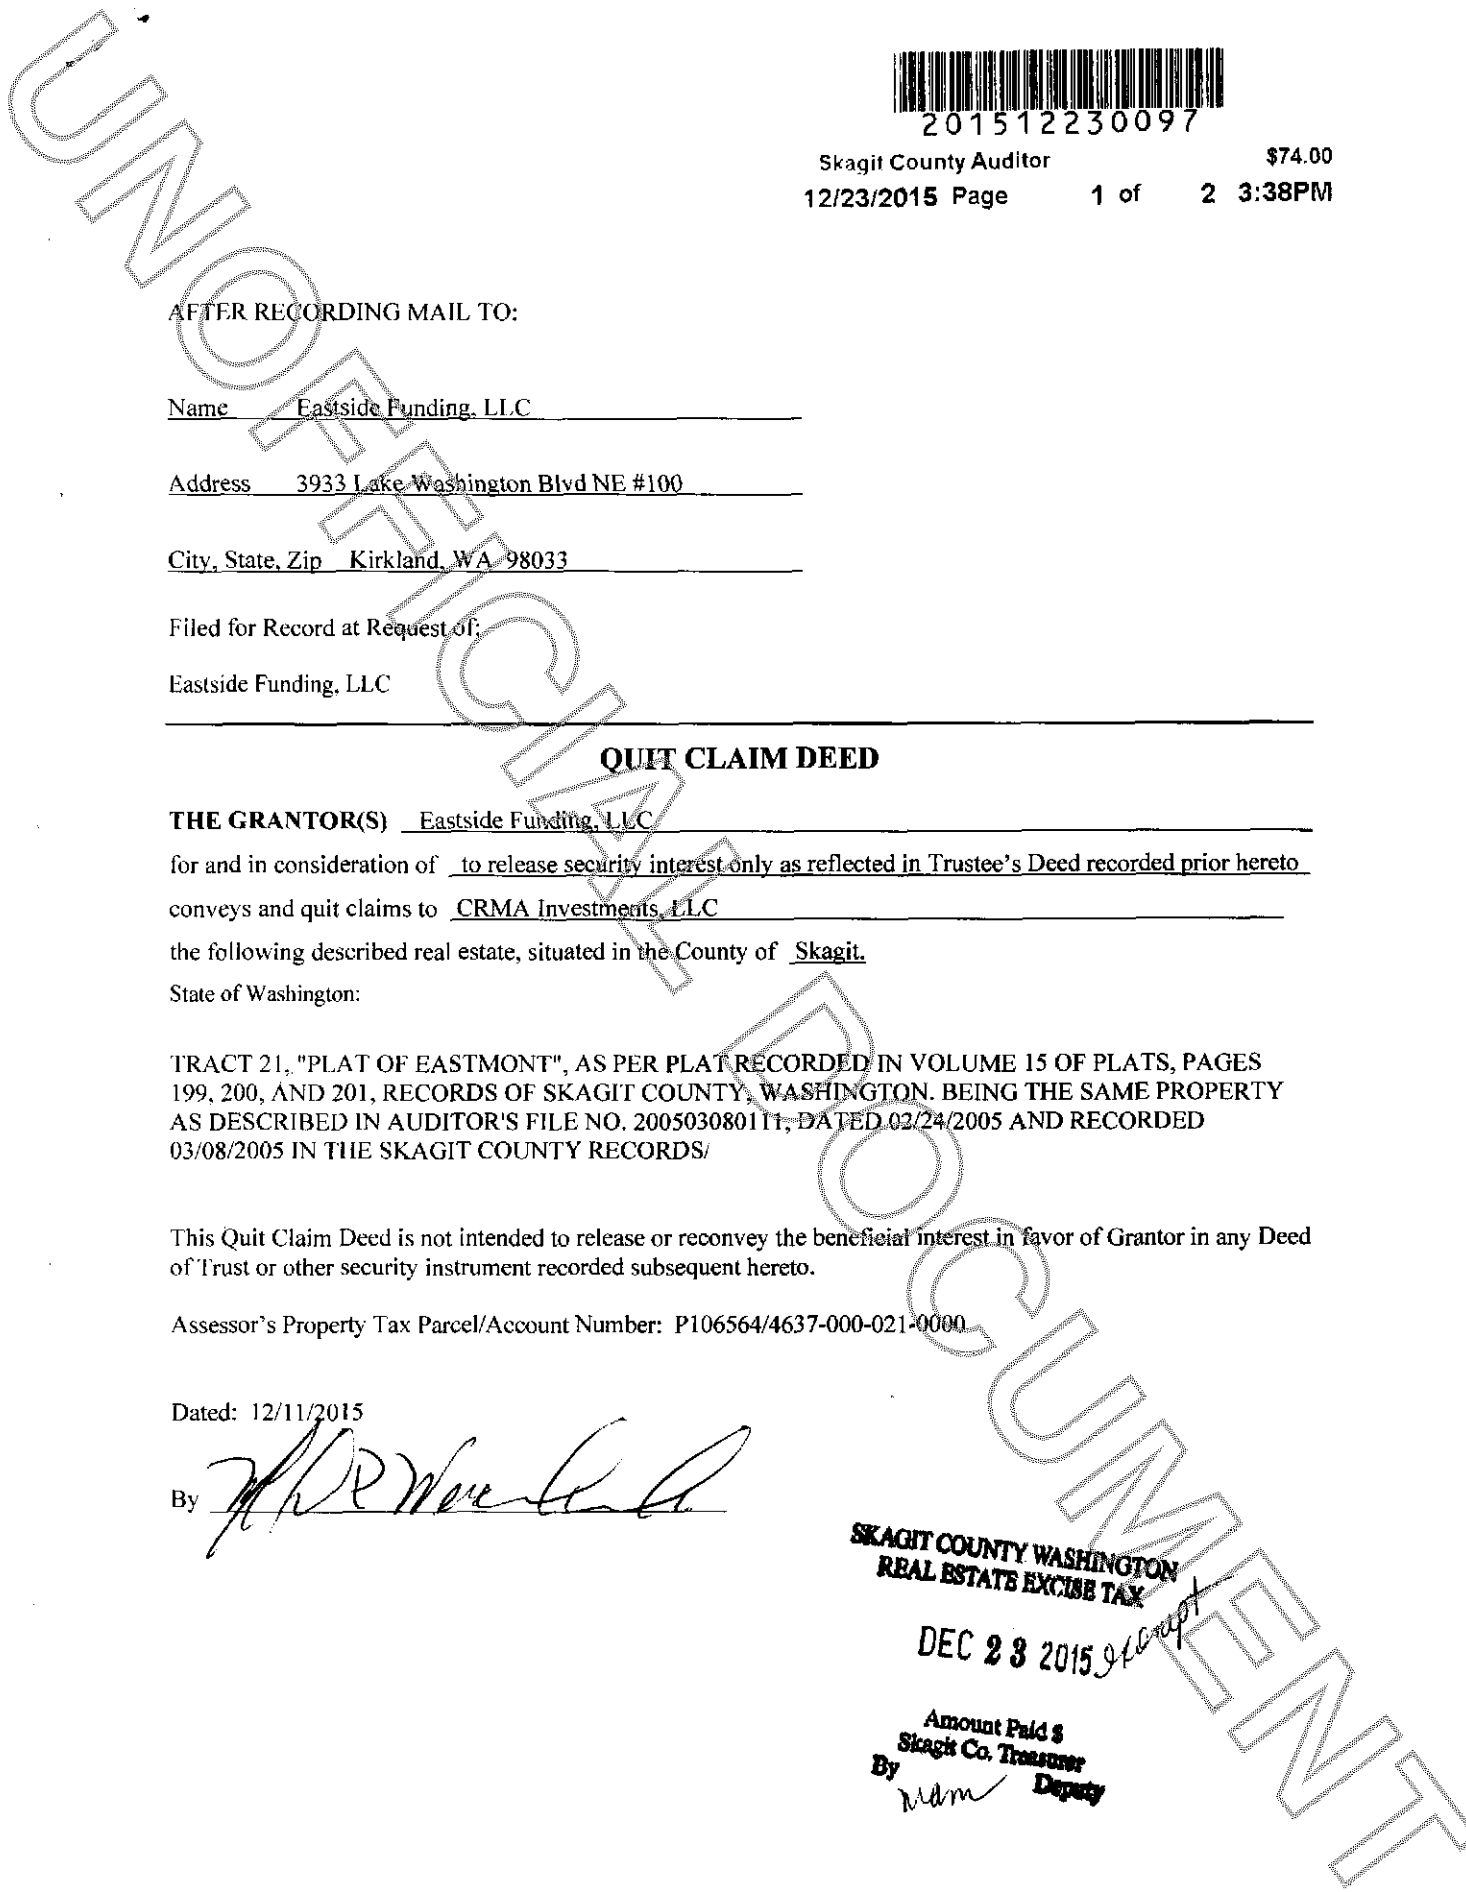 201512230097
Skagit County Auditor $74.00
12/23/2015 Page 1 of 2 3:38PM
AFTER RECORDING MAIL TO:
Name Eastside Funding, LLC
Address 3933 Lake Washington Blvd NE #100
City, State, Zip Kirkland, WA 98033
Filed for Record at Request of:
Eastside Funding, LLC
QUIT CLAIM DEED
THE GRANTOR(S) Eastside Funding, LLC
for and in consideration of to release security interest only as reflected in Trustee's Deed recorded prior hereto
conveys and quit claims to CRMA Investments, LLC
the following described real estate, situated in the County of Skagit.
State of Washington:
TRACT 21, "PLAT OF EASTMONT", AS PER PLAT RECORDED IN VOLUME 15 OF PLATS, PAGES
199, 200, AND 201, RECORDS OF SKAGIT COUNTY, WASHINGTON. BEING THE SAME PROPERTY
AS DESCRIBED IN AUDITOR'S FILE NO. 200503080111, DATED 02/24/2005 AND RECORDED
03/08/2005 IN THE SKAGIT COUNTY RECORDS/
This Quit Claim Deed is not intended to release or reconvey the beneficial interest in favor of Grantor in any Deed
of Trust or other security instrument recorded subsequent hereto.
Assessor's Property Tax Parcel/Account Number: P106564/4637-000-021-0000
Dated: 12/11/2015
By
SKAGIT COUNTY WASHINGTON
REAL ESTATE EXCISE TAX
DEC 23 2015 exempt
Amount Paid $
Skagit Co. Treasurer
By mam Deputy
UNOFFICIAL DOCUMENT